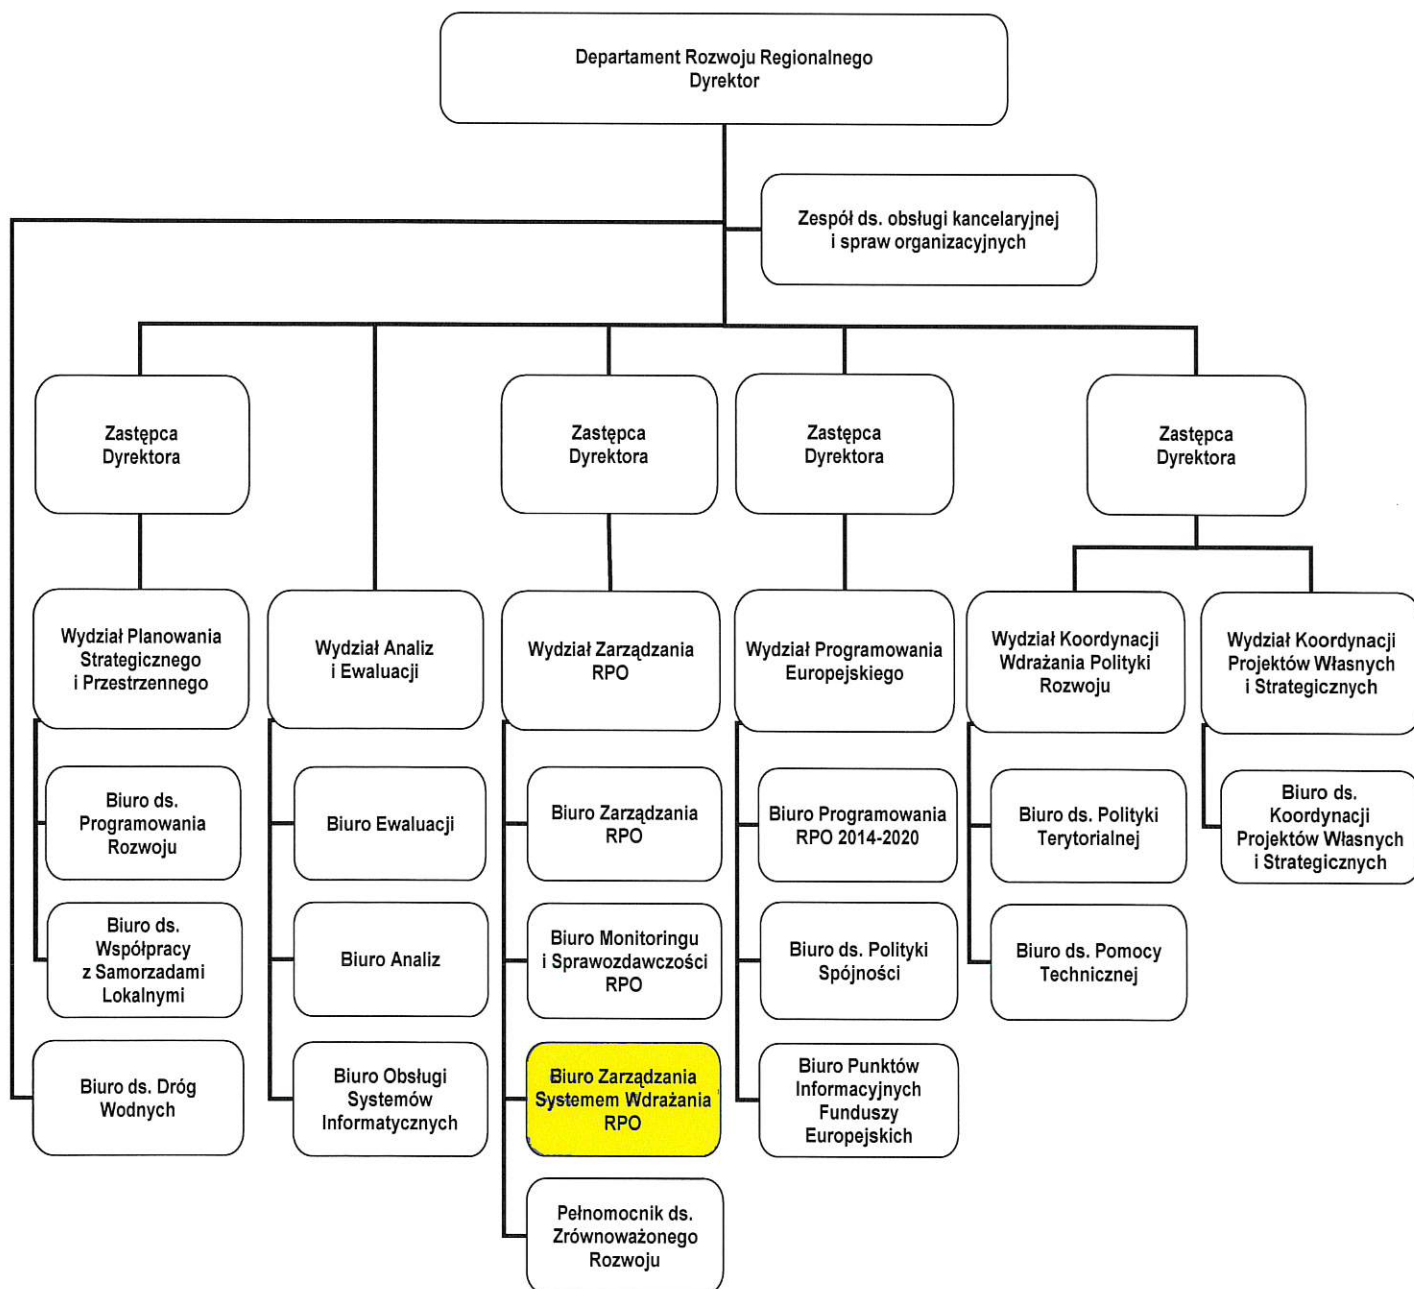 Departament Rozwoju Regionalnego
Dyrektor
Zespół ds. obsługi kancelaryjnej
i spraw organizacyjnych
Zastępca
Dyrektora
Zastępca
Dyrektora
Zastępca
Dyrektora
Zastępca
Dyrektora
Wydział Planowania
Strategicznego
i Przestrzennego
Wydział Analiz
i Ewaluacji
Wydział Zarządzania
RPO
Wydział Programowania
Europejskiego
Wydział Koordynacji
Wdrażania Polityki
Rozwoju
Wydział Koordynacji
Projektów Własnych
i Strategicznych
Biuro ds.
Programowania
Rozwoju
Biuro Ewaluacji
Biuro Zarządzania
RPO
Biuro Programowania
RPO 2014-2020
Biuro ds. Polityki
Terytorialnej
Biuro ds.
Koordynacji
Projektów Własnych
i Strategicznych
Biuro ds.
Współpracy
z Samorzadami
Lokalnymi
Biuro Analiz
Biuro Monitoringu
i Sprawozdawczości
RPO
Biuro ds. Polityki
Spójności
Biuro ds. Pomocy
Technicznej
Biuro ds. Dróg
Wodnych
Biuro Obsługi
Systemów
Informatycznych
Biuro Zarządzania
Systemem Wdrażania
RPO
Biuro Punktów
Informacyjnych
Funduszy
Europejskich
Pełnomocnik ds.
Zrównoważonego
Rozwoju